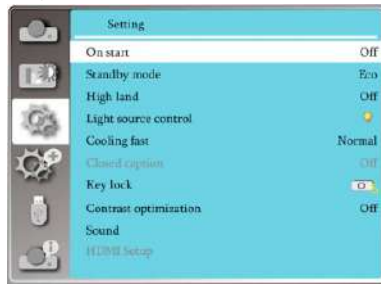 Setting
On start Off
Standby mode Eco
High land Off
Light source control
Cooling fast Normal
Closed caption Off
Key lock
Contrast optimization Off
Sound
HDMI Setup